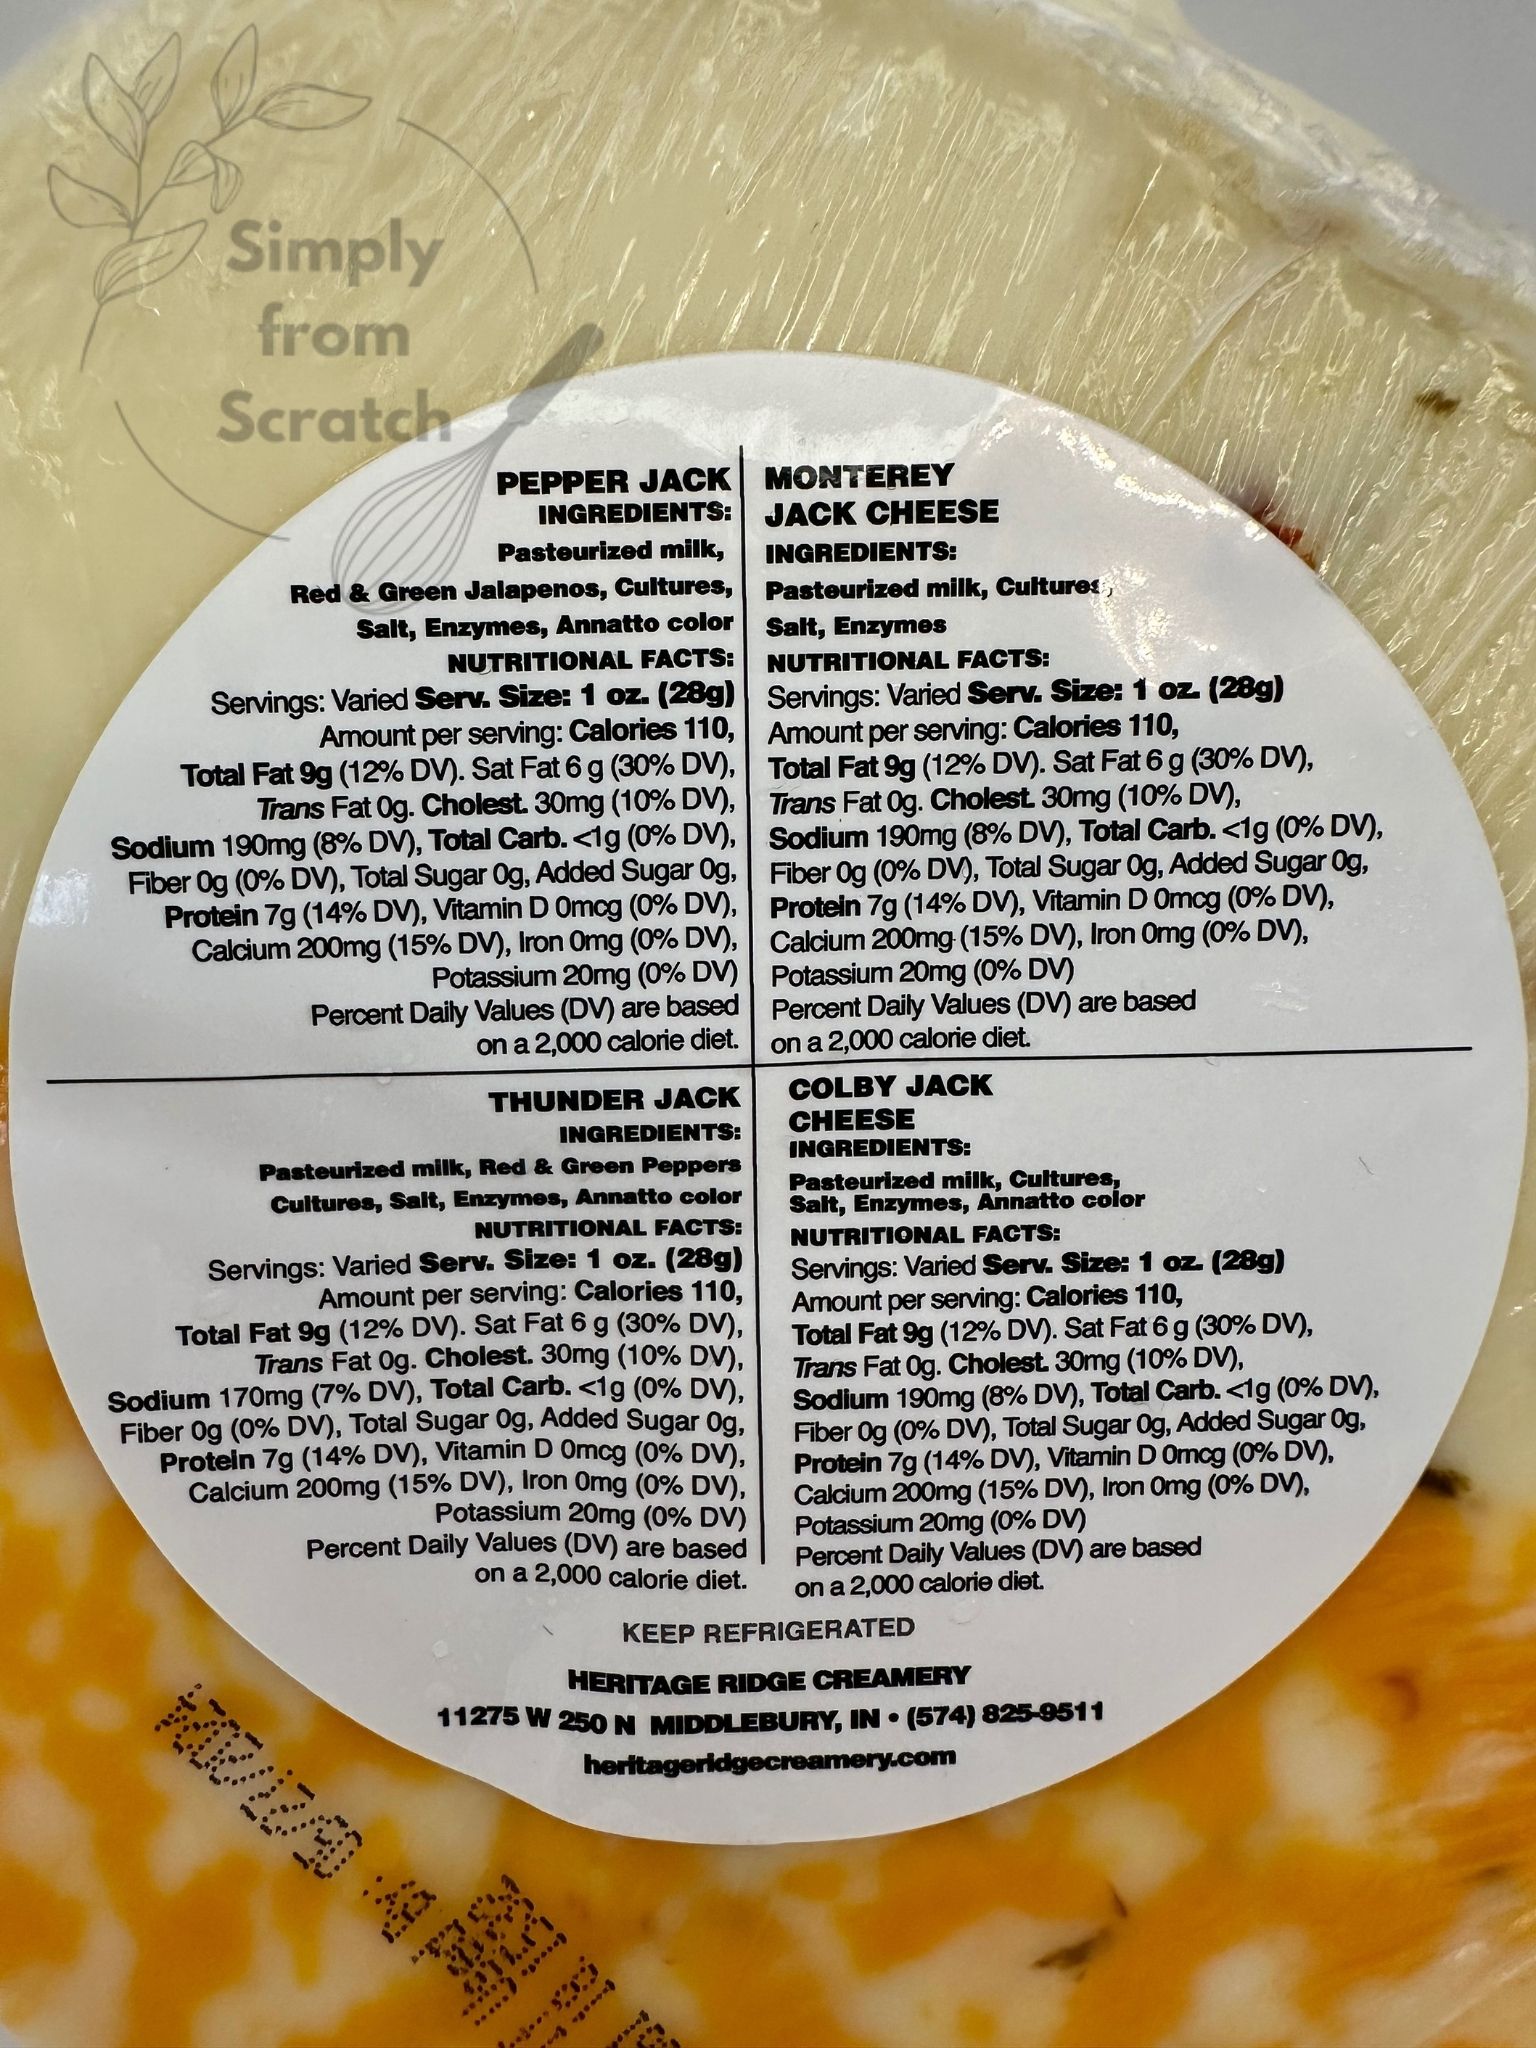 Simply
from
Scratch
PEPPER JACK
INGREDIENTS:
Pasteurized milk,
Red & Green Jalapenos, Cultures,
Salt, Enzymes, Annatto color
NUTRITIONAL FACTS:
Servings: Varied Serv. Size: 1 oz. (28g)
Amount per serving: Calories 110,
Total Fat 9g (12% DV). Sat Fat 6 g (30% DV),
Trans Fat 0g. Cholest. 30mg (10% DV),
Sodium 190mg (8% DV), Total Carb. <1g (0% DV),
Fiber 0g (0% DV), Total Sugar 0g, Added Sugar 0g,
Protein 7g (14% DV), Vitamin D 0mcg (0% DV),
Calcium 200mg (15% DV), Iron 0mg (0% DV),
Potassium 20mg (0% DV)
Percent Daily Values (DV) are based
on a 2,000 calorie diet.
MONTEREY
JACK CHEESE
INGREDIENTS:
Pasteurized milk, Cultures,
Salt, Enzymes
NUTRITIONAL FACTS:
Servings: Varied Serv. Size: 1 oz. (28g)
Amount per serving: Calories 110,
Total Fat 9g (12% DV). Sat Fat 6 g (30% DV),
Trans Fat 0g. Cholest. 30mg (10% DV),
Sodium 190mg (8% DV), Total Carb. <1g (0% DV),
Fiber 0g (0% DV), Total Sugar 0g, Added Sugar 0g,
Protein 7g (14% DV), Vitamin D 0mcg (0% DV),
Calcium 200mg (15% DV), Iron 0mg (0% DV),
Potassium 20mg (0% DV)
Percent Daily Values (DV) are based
on a 2,000 calorie diet.
THUNDER JACK
INGREDIENTS:
Pasteurized milk, Red & Green Peppers
Cultures, Salt, Enzymes, Annatto color
NUTRITIONAL FACTS:
Servings: Varied Serv. Size: 1 oz. (28g)
Amount per serving: Calories 110,
Total Fat 9g (12% DV). Sat Fat 6 g (30% DV),
Trans Fat 0g. Cholest. 30mg (10% DV),
Sodium 170mg (7% DV), Total Carb. <1g (0% DV),
Fiber 0g (0% DV), Total Sugar 0g, Added Sugar 0g,
Protein 7g (14% DV), Vitamin D 0mcg (0% DV),
Calcium 200mg (15% DV), Iron 0mg (0% DV),
Potassium 20mg (0% DV)
Percent Daily Values (DV) are based
on a 2,000 calorie diet.
COLBY JACK
CHEESE
INGREDIENTS:
Pasteurized milk, Cultures,
Salt, Enzymes, Annatto color
NUTRITIONAL FACTS:
Servings: Varied Serv. Size: 1 oz. (28g)
Amount per serving: Calories 110,
Total Fat 9g (12% DV). Sat Fat 6 g (30% DV),
Trans Fat 0g. Cholest. 30mg (10% DV),
Sodium 190mg (8% DV), Total Carb. <1g (0% DV),
Fiber 0g (0% DV), Total Sugar 0g, Added Sugar 0g,
Protein 7g (14% DV), Vitamin D 0mcg (0% DV),
Calcium 200mg (15% DV), Iron 0mg (0% DV),
Potassium 20mg (0% DV)
Percent Daily Values (DV) are based
on a 2,000 calorie diet.
KEEP REFRIGERATED
HERITAGE RIDGE CREAMERY
11275 W 250 N MIDDLEBURY, IN • (574) 825-9511
heritageridgecreamery.com